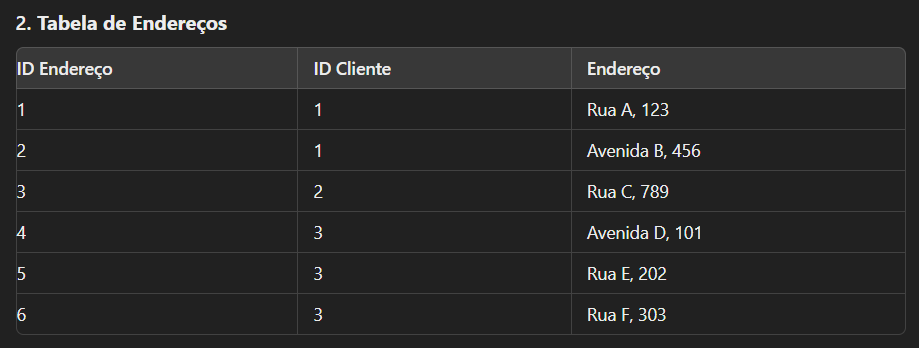 2. Tabela de Endereços
ID Endereço ID Cliente Endereço
1 1 Rua A, 123
2 1 Avenida B, 456
3 2 Rua C, 789
4 3 Avenida D, 101
5 3 Rua E, 202
6 3 Rua F, 303